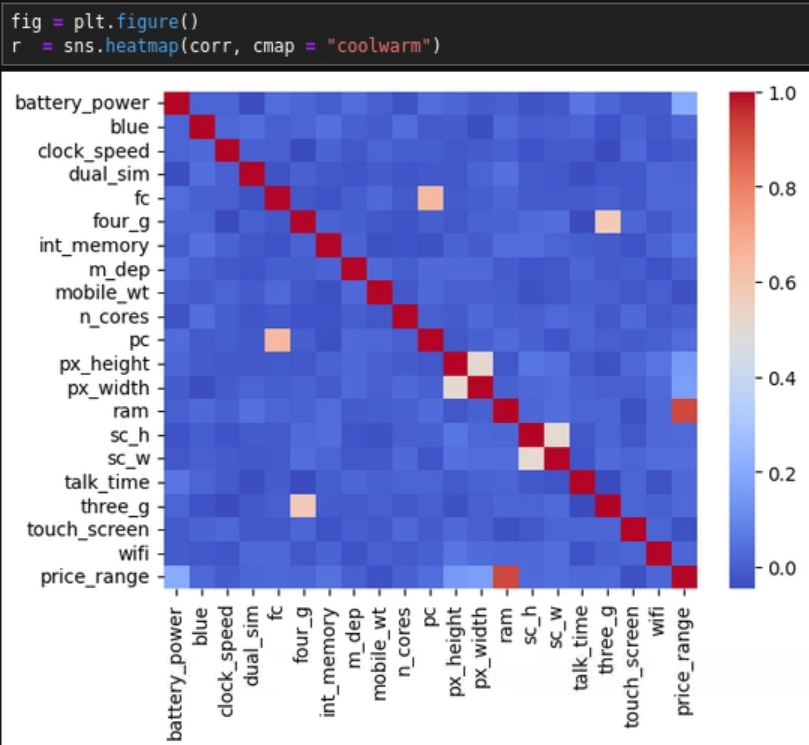 fig = plt.figure()
r  = sns.heatmap(corr, cmap = "coolwarm")
battery_power
blue
clock_speed
dual_sim
fc
four_g
int_memory
m_dep
mobile_wt
n_cores
pc
px_height
px_width
ram
sc_h
sc_w
talk_time
three_g
touch_screen
wifi
price_range
battery_power
blue
clock_speed
dual_sim
fc
four_g
int_memory
m_dep
mobile_wt
n_cores
pc
px_height
px_width
ram
sc_h
sc_w
talk_time
three_g
touch_screen
wifi
price_range
1.0
0.8
0.6
0.4
0.2
0.0